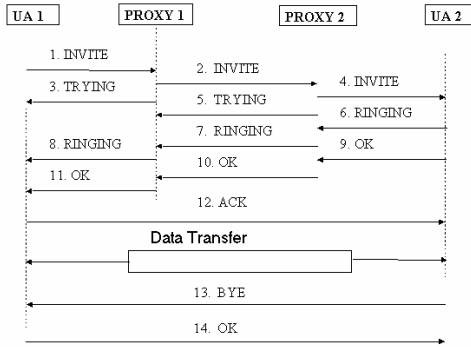 UA 1 PROXY 1 PROXY 2 UA 2
1. INVITE
2. INVITE
3. TRYING
4. INVITE
5. TRYING
6. RINGING
7. RINGING
8. RINGING
9. OK
10. OK
11. OK
12. ACK
Data Transfer
13. BYE
14. OK